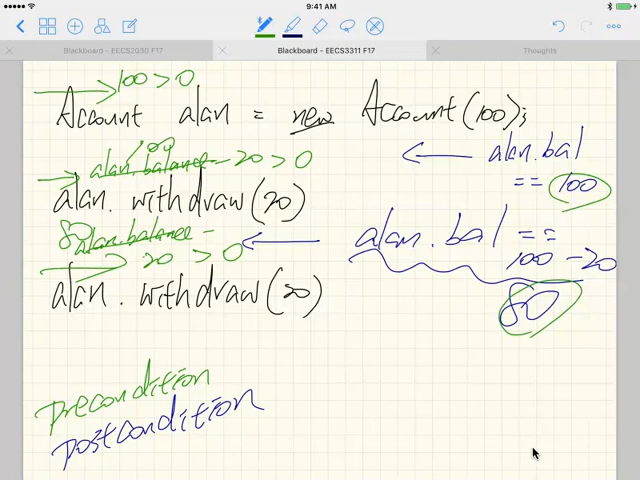 9:41 AM
Blackboard - EECS2030 F17
Blackboard - EECS3311 F17
Thoughts
100 > 0
Account alan = new Account(100);
100
alan.balance - 20 > 0
alan.bal
== 100
alan.withdraw(20)
80
alan.balance -
20 > 0
alan.bal ==
100 - 20
80
alan.withdraw(20)
precondition
postcondition